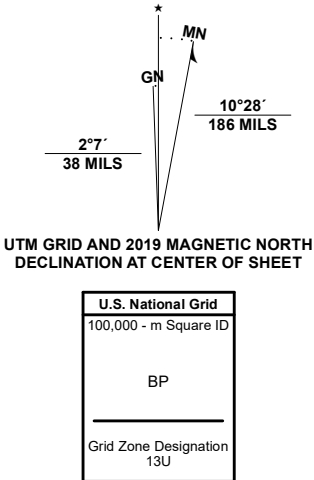 ★
MN
GN
10°28´
186 MILS
2°7´
38 MILS
UTM GRID AND 2019 MAGNETIC NORTH
DECLINATION AT CENTER OF SHEET
U.S. National Grid
100,000 - m Square ID
BP
Grid Zone Designation
13U